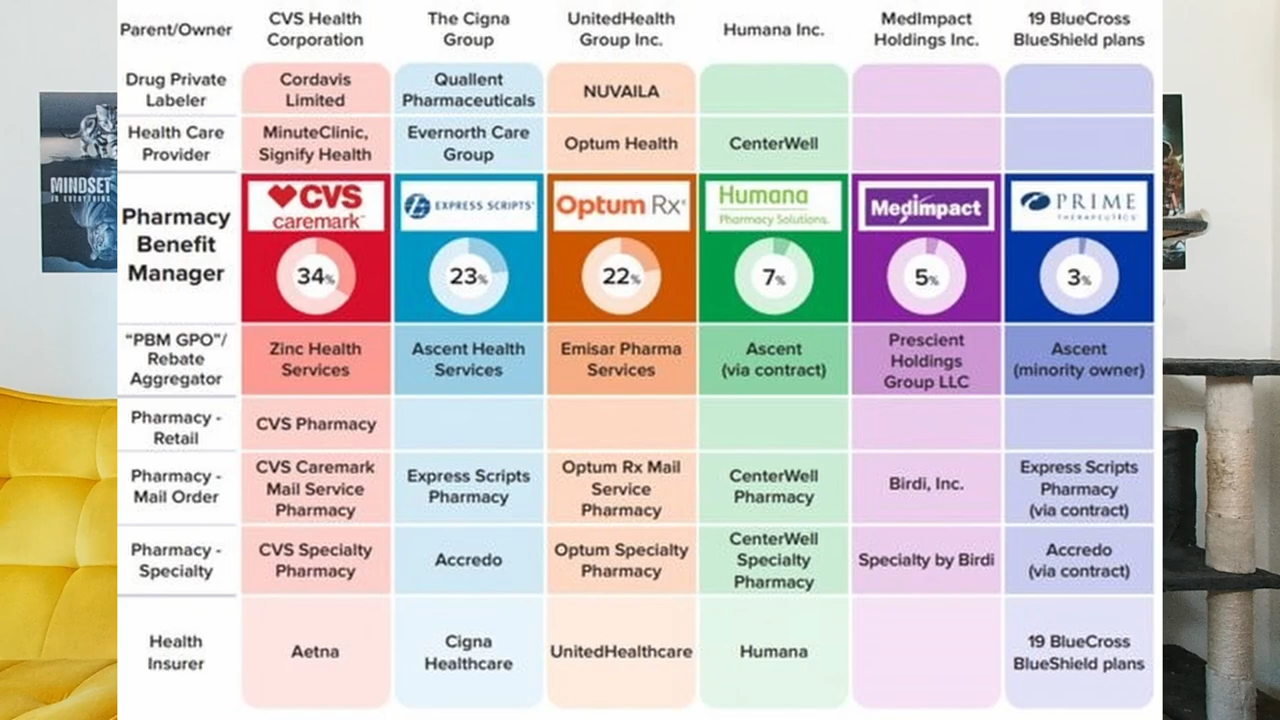 Parent/Owner
CVS Health
Corporation
The Cigna
Group
UnitedHealth
Group Inc.
Humana Inc.
MedImpact
Holdings Inc.
19 BlueCross
BlueShield plans
Drug Private
Labeler
Cordavis
Limited
Quallent
Pharmaceuticals
NUVAILA
Health Care
Provider
MinuteClinic,
Signify Health
Evernorth Care
Group
Optum Health
CenterWell
Pharmacy
Benefit
Manager
CVS
caremark™
EXPRESS SCRIPTS®
Optum Rx®
Humana
Pharmacy Solutions.
MedImpact
PRIME
THERAPEUTICS®
34%
23%
22%
7%
5%
3%
“PBM GPO”/
Rebate
Aggregator
Zinc Health
Services
Ascent Health
Services
Emisar Pharma
Services
Ascent
(via contract)
Prescient
Holdings
Group LLC
Ascent
(minority owner)
Pharmacy -
Retail
CVS Pharmacy
Pharmacy -
Mail Order
CVS Caremark
Mail Service
Pharmacy
Express Scripts
Pharmacy
Optum Rx Mail
Service
Pharmacy
CenterWell
Pharmacy
Birdi, Inc.
Express Scripts
Pharmacy
(via contract)
Pharmacy -
Specialty
CVS Specialty
Pharmacy
Accredo
Optum Specialty
Pharmacy
CenterWell
Specialty
Pharmacy
Specialty by Birdi
Accredo
(via contract)
Health
Insurer
Aetna
Cigna
Healthcare
UnitedHealthcare
Humana
19 BlueCross
BlueShield plans
MINDSET
IS EVERYTHING